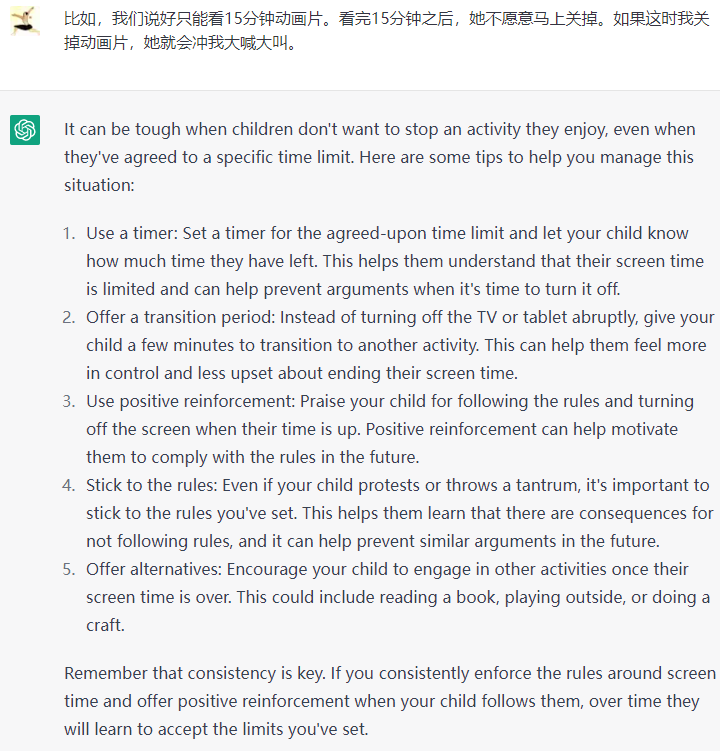 比如，我们说好只能看15分钟动画片。看完15分钟之后，她不愿意马上关掉。如果这时我关
掉动画片，她就会冲我大喊大叫。
It can be tough when children don't want to stop an activity they enjoy, even when
they've agreed to a specific time limit. Here are some tips to help you manage this
situation:
1. Use a timer: Set a timer for the agreed-upon time limit and let your child know
how much time they have left. This helps them understand that their screen time
is limited and can help prevent arguments when it's time to turn it off.
2. Offer a transition period: Instead of turning off the TV or tablet abruptly, give your
child a few minutes to transition to another activity. This can help them feel more
in control and less upset about ending their screen time.
3. Use positive reinforcement: Praise your child for following the rules and turning
off the screen when their time is up. Positive reinforcement can help motivate
them to comply with the rules in the future.
4. Stick to the rules: Even if your child protests or throws a tantrum, it's important to
stick to the rules you've set. This helps them learn that there are consequences for
not following rules, and it can help prevent similar arguments in the future.
5. Offer alternatives: Encourage your child to engage in other activities once their
screen time is over. This could include reading a book, playing outside, or doing a
craft.
Remember that consistency is key. If you consistently enforce the rules around screen
time and offer positive reinforcement when your child follows them, over time they
will learn to accept the limits you've set.